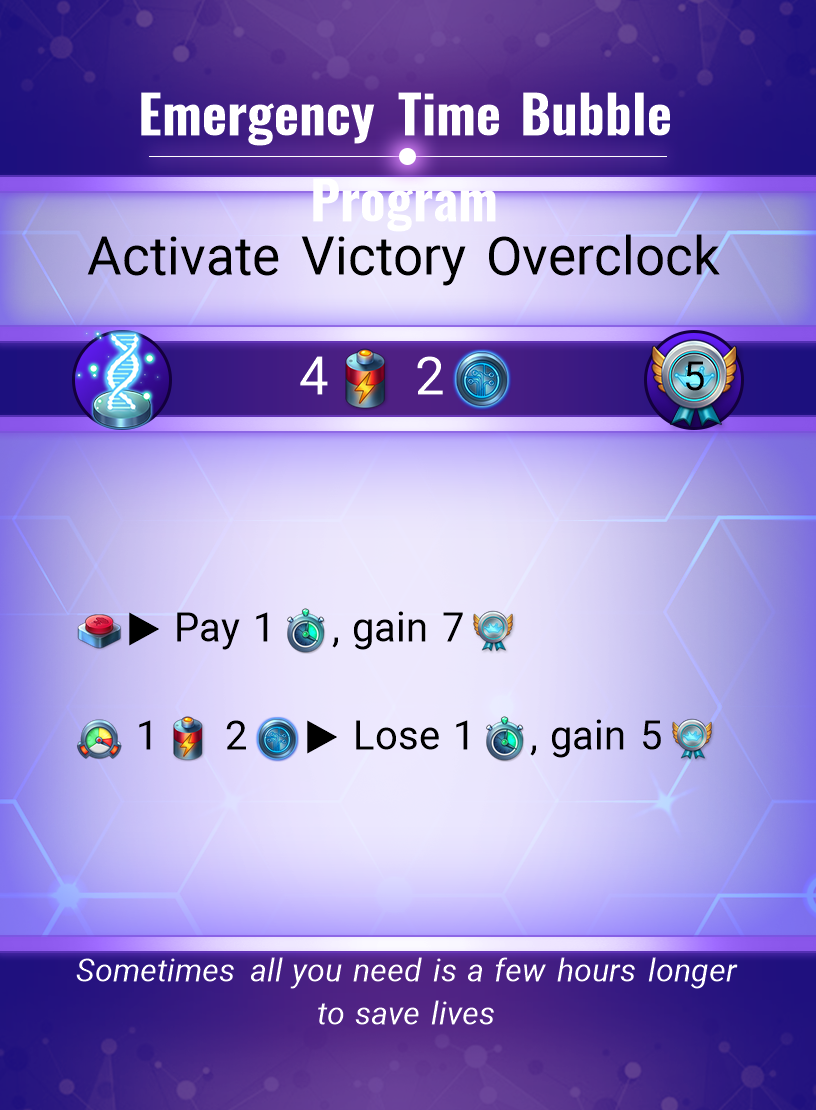 Emergency Time Bubble
Program
Activate Victory Overclock
4 2 5
▶ Pay 1 , gain 7
1 2 ▶ Lose 1 , gain 5
Sometimes all you need is a few hours longer
to save lives